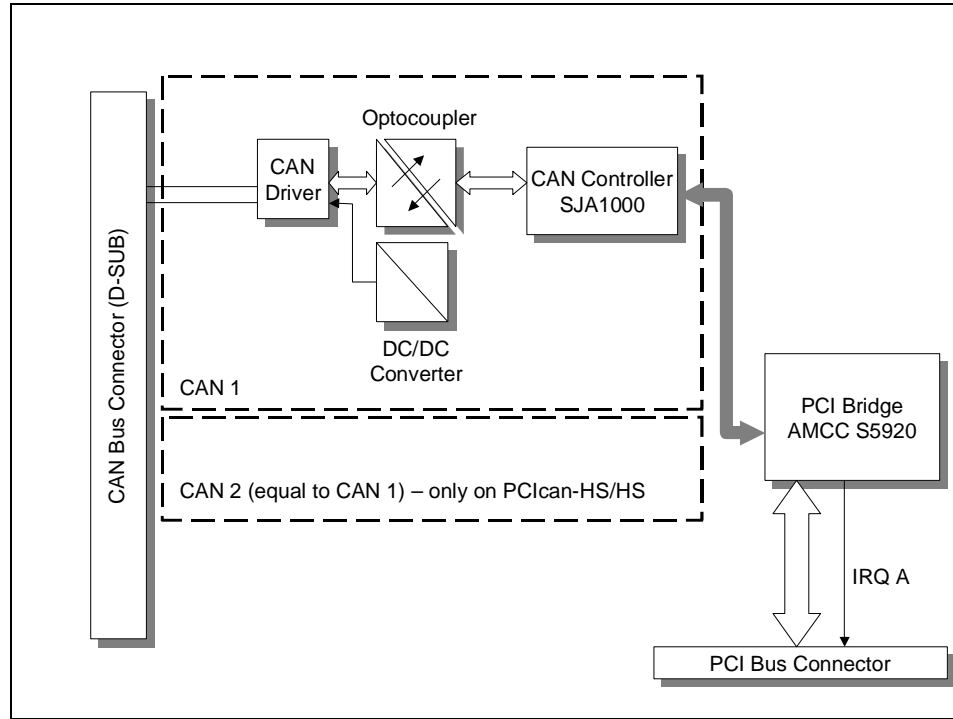 CAN Bus Connector (D-SUB)
Optocoupler
CAN
Driver
CAN Controller
SJA1000
DC/DC
Converter
CAN 1
CAN 2 (equal to CAN 1) – only on PCIcan-HS/HS
PCI Bridge
AMCC S5920
IRQ A
PCI Bus Connector